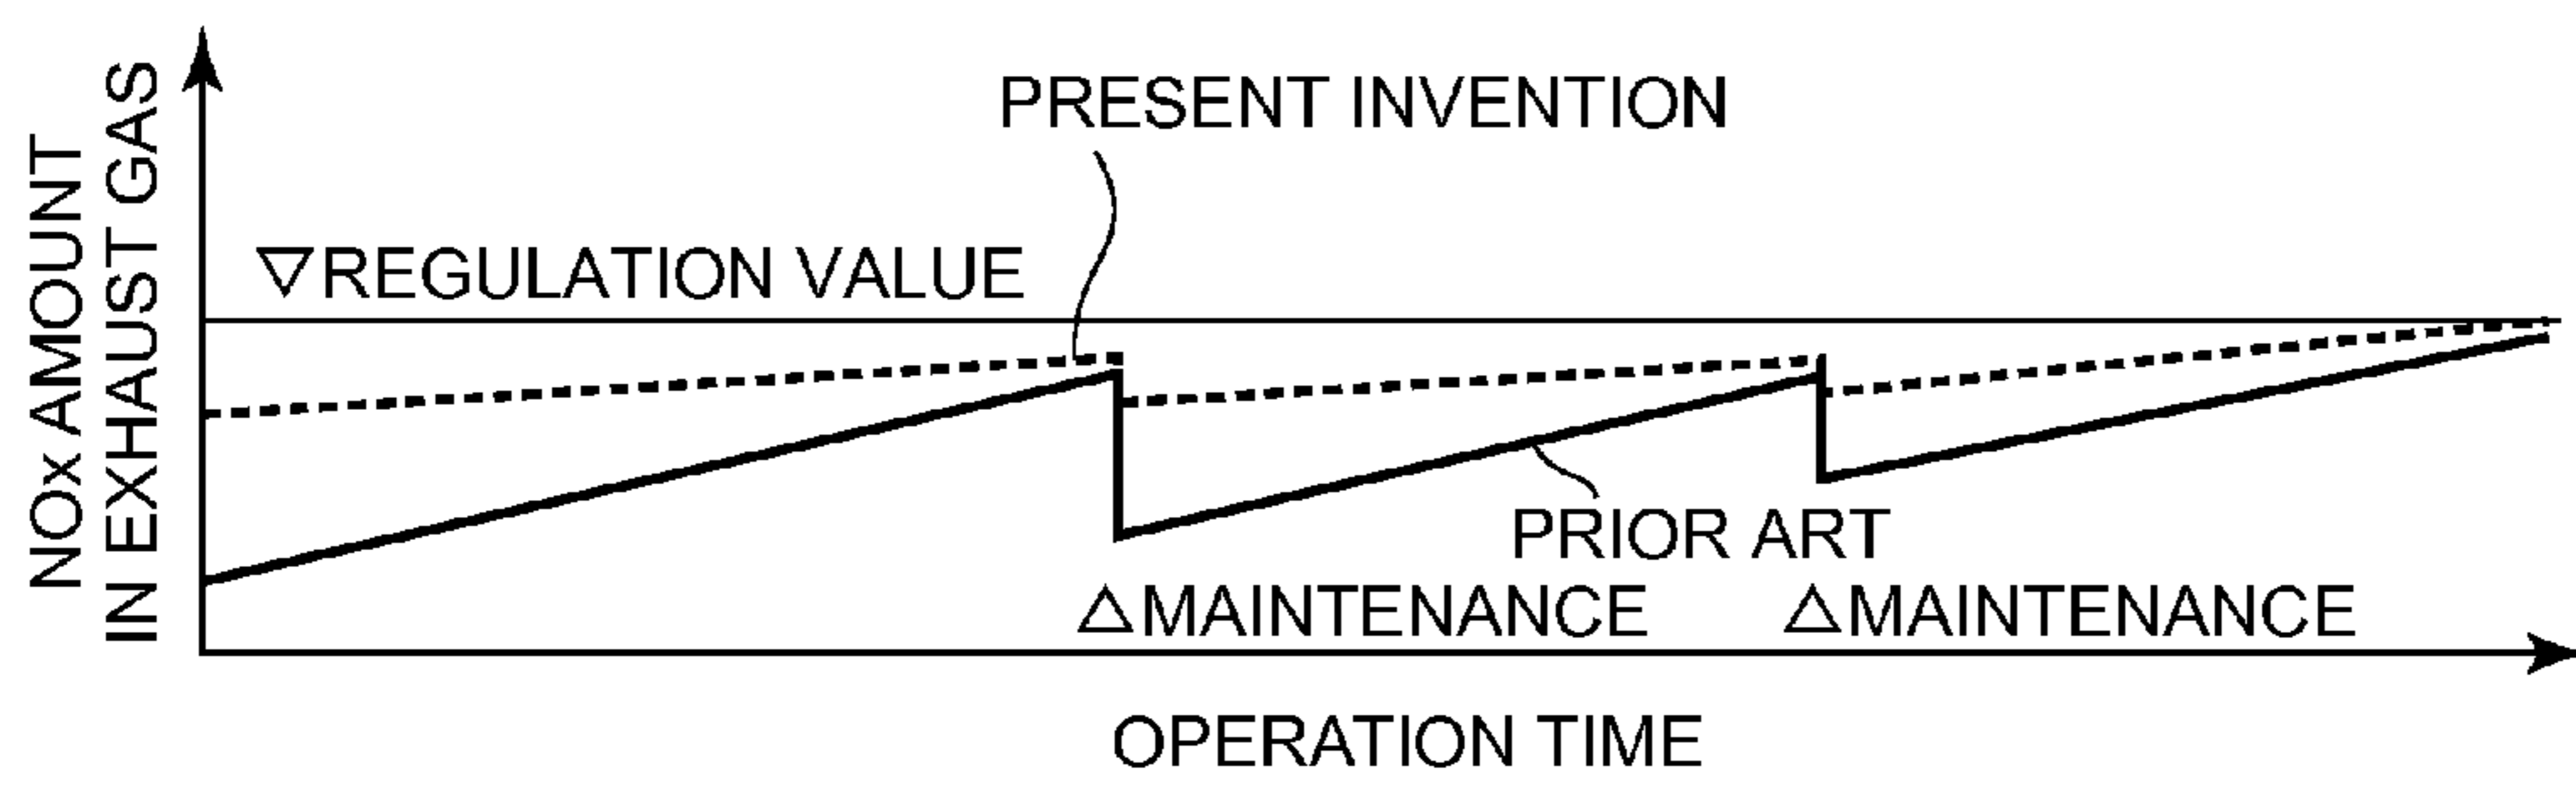 NOx AMOUNT
IN EXHAUST GAS
PRESENT INVENTION
▽REGULATION VALUE
PRIOR ART
△MAINTENANCE
△MAINTENANCE
OPERATION TIME